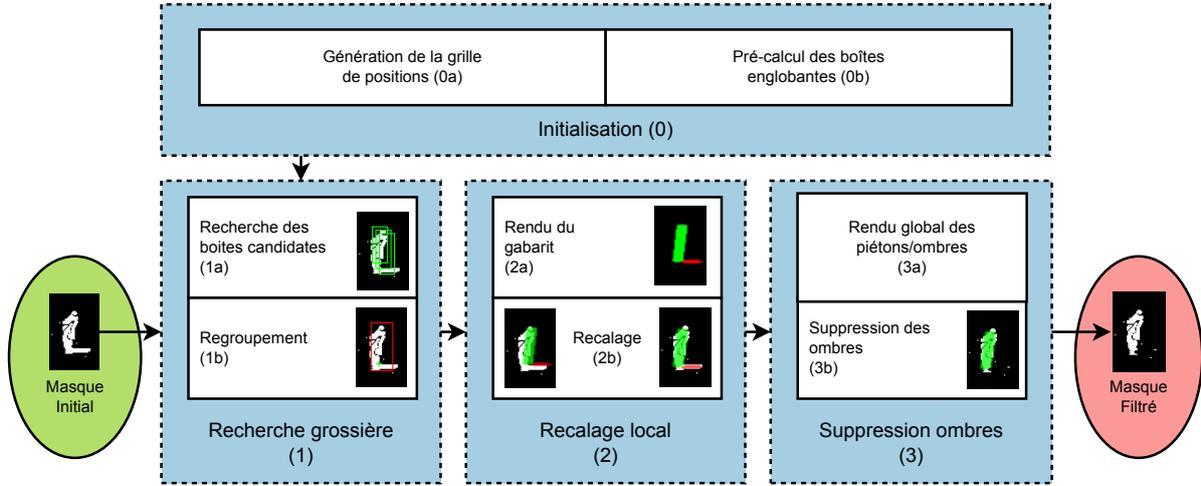 Génération de la grille
de positions (0a)
Pré-calcul des boîtes
englobantes (0b)
Initialisation (0)
Masque
Initial
Recherche des
boites candidates
(1a)
Regroupement
(1b)
Recherche grossière
(1)
Rendu du
gabarit
(2a)
Recalage
(2b)
Recalage local
(2)
Rendu global des
piétons/ombres
(3a)
Suppression des
ombres
(3b)
Suppression ombres
(3)
Masque
Filtré